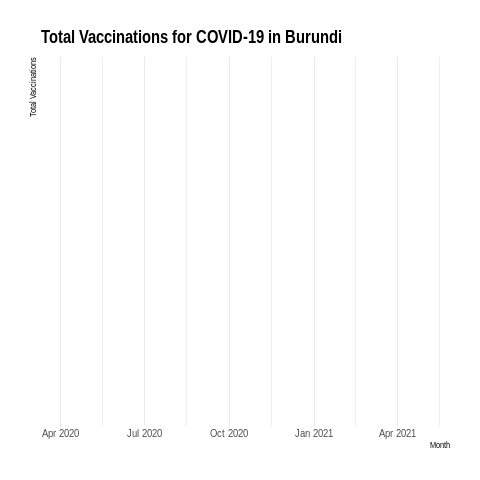 Total Vaccinations for COVID-19 in Burundi
Total Vaccinations
Apr 2020 Jul 2020 Oct 2020 Jan 2021 Apr 2021
Month